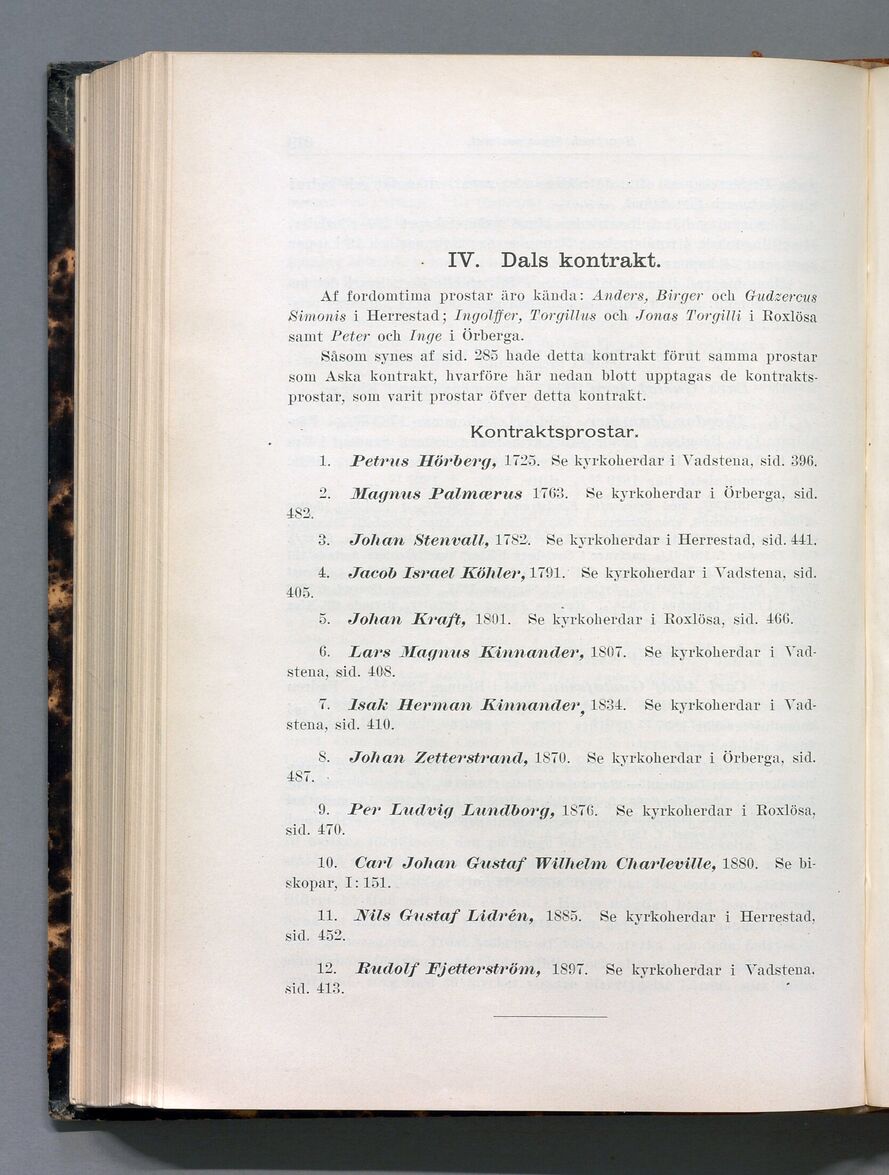 IV. Dals kontrakt.
Af fordomtima prostar äro kända: Anders, Birger och Gudzercus
Simonis i Herrestad; Ingolffer, Torgillus och Jonas Torgilli i Roxlösa
samt Peter och Inge i Örberga.
Såsom synes af sid. 285 hade detta kontrakt förut samma prostar
som Aska kontrakt, hvarföre här nedan blott upptagas de kontrakts-
prostar, som varit prostar öfver detta kontrakt.
Kontraktsprostar.
1. Petrus Hörberg, 1725. Se kyrkoherdar i Vadstena, sid. 396.
2. Magnus Palmærus 1763. Se kyrkoherdar i Örberga, sid.
482.
3. Johan Stenvall, 1782. Se kyrkoherdar i Herrestad, sid. 441.
4. Jacob Israel Köhler, 1791. Se kyrkoherdar i Vadstena, sid.
405.
5. Johan Kraft, 1801. Se kyrkoherdar i Roxlösa, sid. 466.
6. Lars Magnus Kinnander, 1807. Se kyrkoherdar i Vad-
stena, sid. 408.
7. Isak Herman Kinnander, 1834. Se kyrkoherdar i Vad-
stena, sid. 410.
8. Johan Zetterstrand, 1870. Se kyrkoherdar i Örberga, sid.
487.
9. Per Ludvig Lundborg, 1876. Se kyrkoherdar i Roxlösa,
sid. 470.
10. Carl Johan Gustaf Wilhelm Charleville, 1880. Se bi-
skopar, I: 151.
11. Nils Gustaf Lidrén, 1885. Se kyrkoherdar i Herrestad,
sid. 452.
12. Rudolf Fjetterström, 1897. Se kyrkoherdar i Vadstena.
sid. 413.